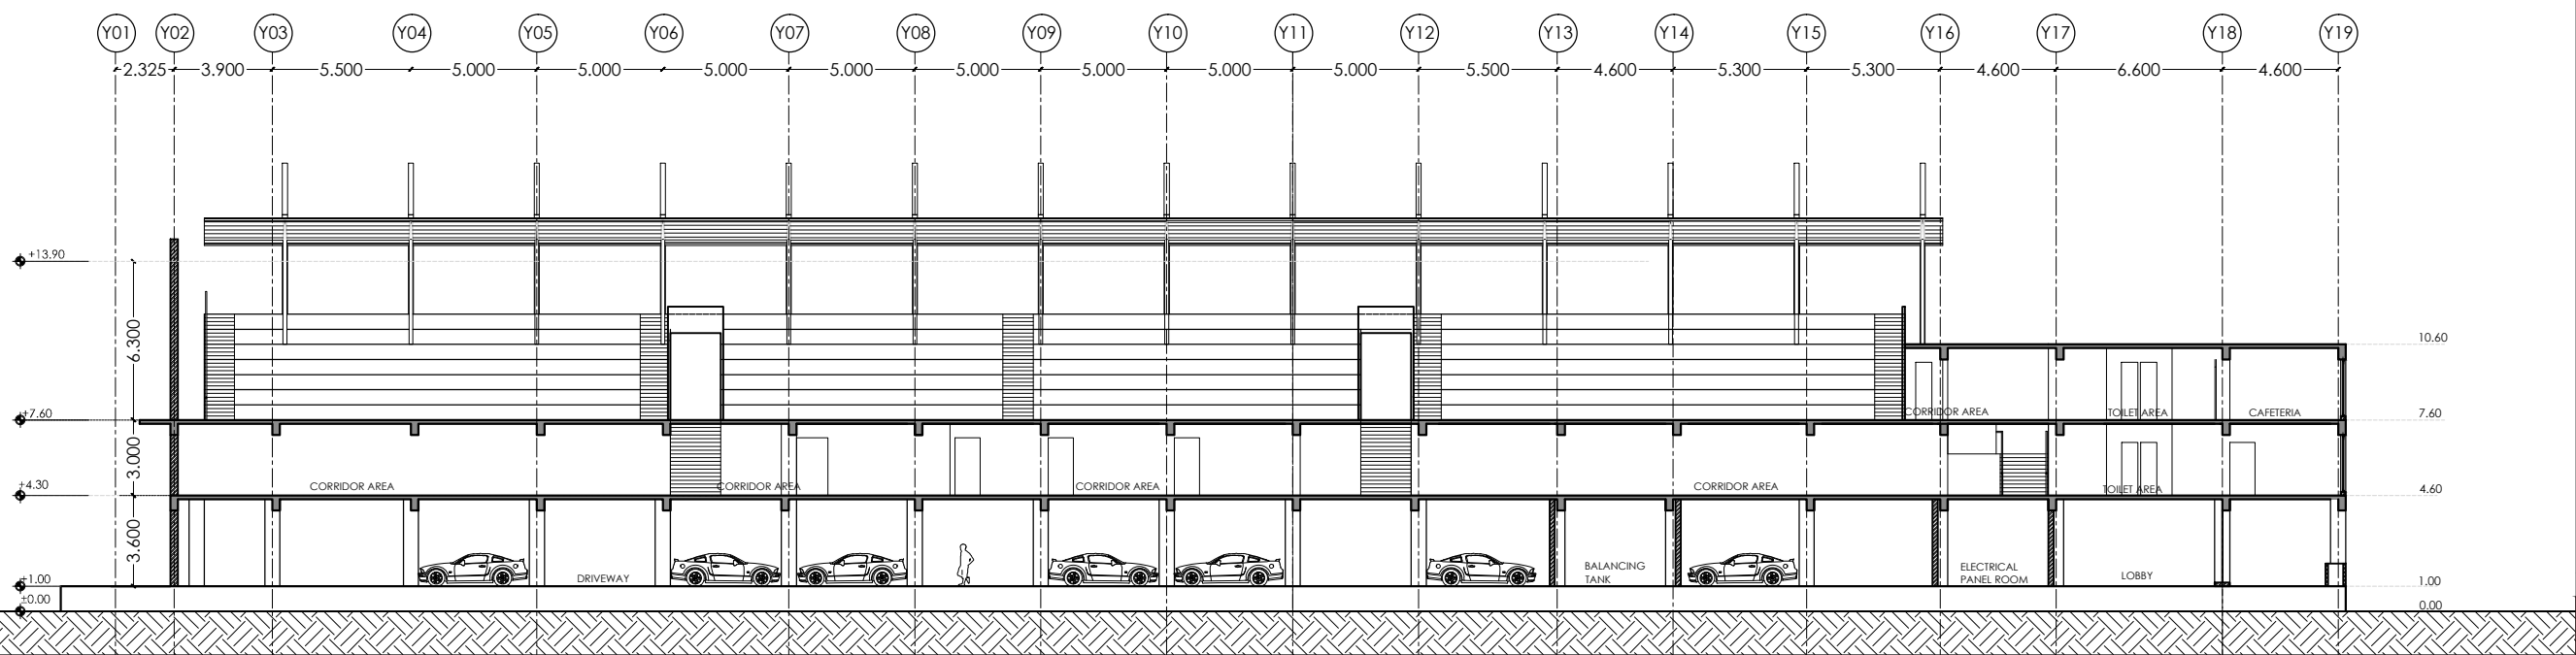 Y01 Y02 Y03 Y04 Y05 Y06 Y07 Y08 Y09 Y10 Y11 Y12 Y13 Y14 Y15 Y16 Y17 Y18 Y19
2.325 3.900 5.500 5.000 5.000 5.000 5.000 5.000 5.000 5.000 5.000 5.500 4.600 5.300 5.300 4.600 6.600 4.600
+13.90
6.300
10.60
+7.60
CORRIDOR AREA
TOILET AREA
CAFETERIA
7.60
3.000
+4.30
CORRIDOR AREA
CORRIDOR AREA
CORRIDOR AREA
CORRIDOR AREA
TOILET AREA
4.60
3.600
+1.00
DRIVEWAY
BALANCING
TANK
ELECTRICAL
PANEL ROOM
LOBBY
1.00
±0.00
0.00